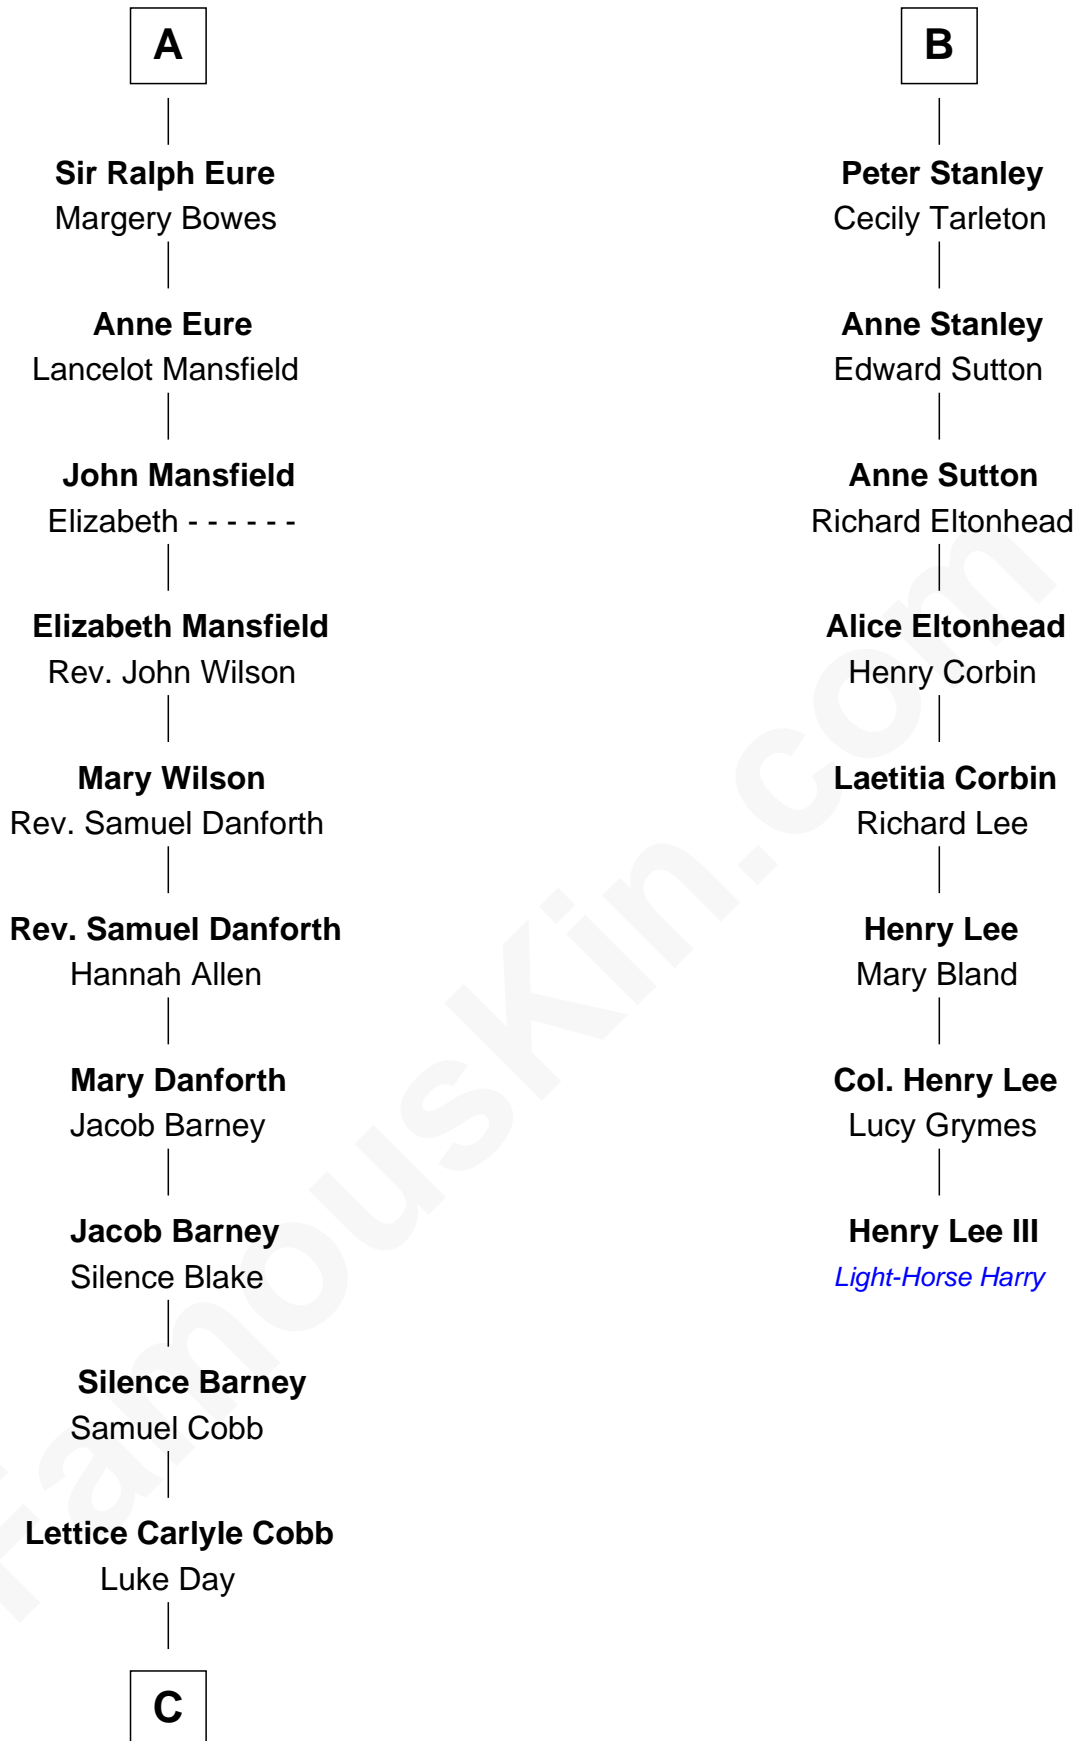 A
Sir Ralph Eure
Margery Bowes
Anne Eure
Lancelot Mansfield
John Mansfield
Elizabeth - - - - - -
Elizabeth Mansfield
Rev. John Wilson
Mary Wilson
Rev. Samuel Danforth
Rev. Samuel Danforth
Hannah Allen
Mary Danforth
Jacob Barney
Jacob Barney
Silence Blake
Silence Barney
Samuel Cobb
Lettice Carlyle Cobb
Luke Day
C
B
Peter Stanley
Cecily Tarleton
Anne Stanley
Edward Sutton
Anne Sutton
Richard Eltonhead
Alice Eltonhead
Henry Corbin
Laetitia Corbin
Richard Lee
Henry Lee
Mary Bland
Col. Henry Lee
Lucy Grymes
Henry Lee III
Light-Horse Harry
FamousKin.com